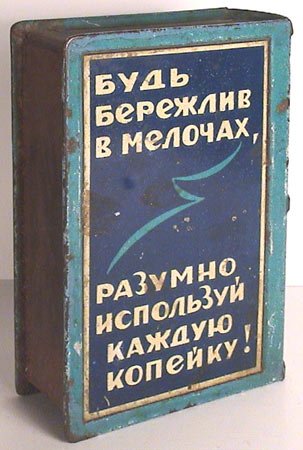 БУДЬ
БЕРЕЖЛИВ
В МЕЛОЧАХ,
РАЗУМНО
ИСПОЛЬЗУЙ
КАЖДУЮ
КОПЕЙКУ!